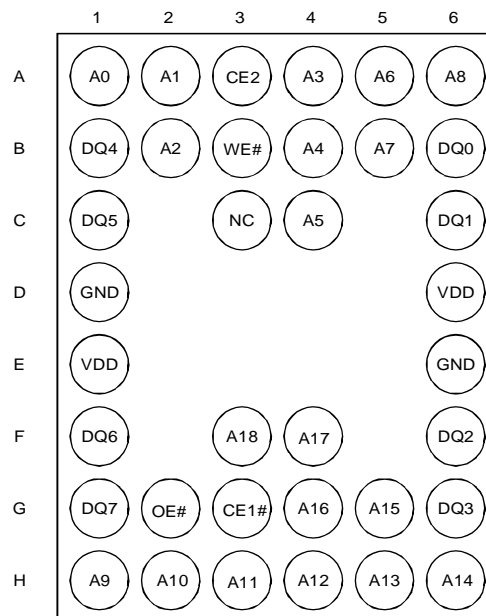 1 2 3 4 5 6
A A0 A1 CE2 A3 A6 A8
B DQ4 A2 WE# A4 A7 DQ0
C DQ5 NC A5 DQ1
D GND VDD
E VDD GND
F DQ6 A18 A17 DQ2
G DQ7 OE# CE1# A16 A15 DQ3
H A9 A10 A11 A12 A13 A14